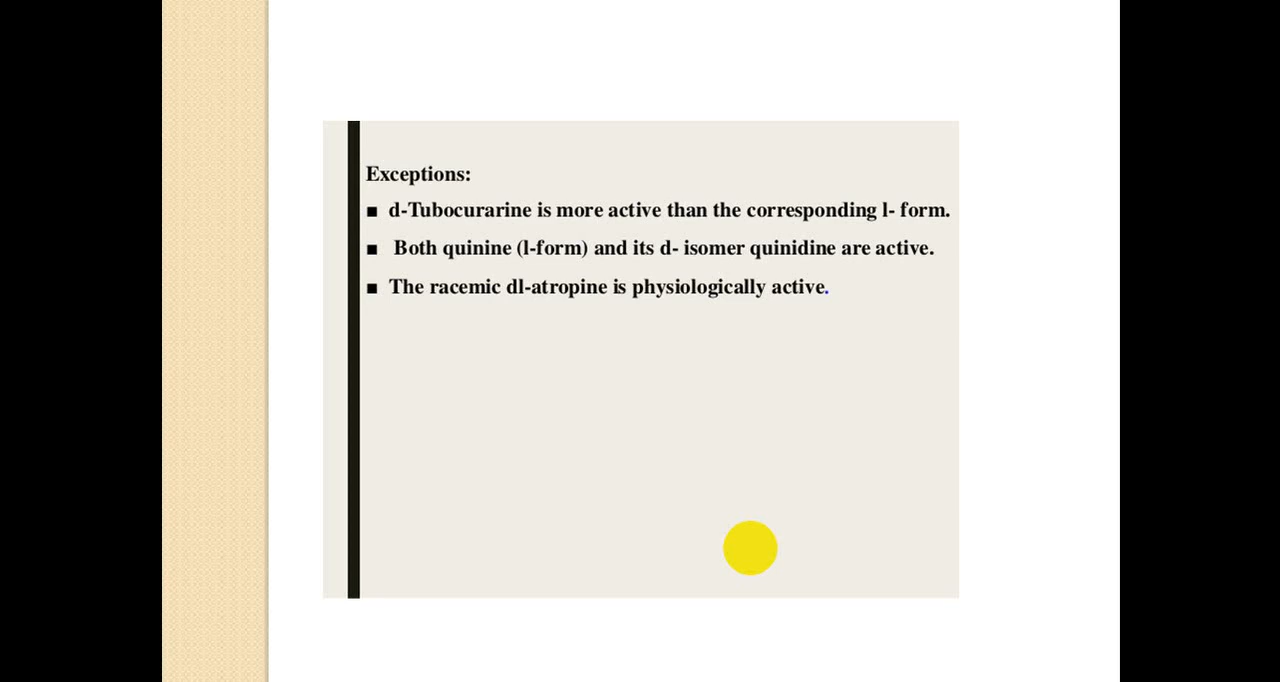 Exceptions:
■ d-Tubocurarine is more active than the corresponding l- form.
■ Both quinine (l-form) and its d- isomer quinidine are active.
■ The racemic dl-atropine is physiologically active.